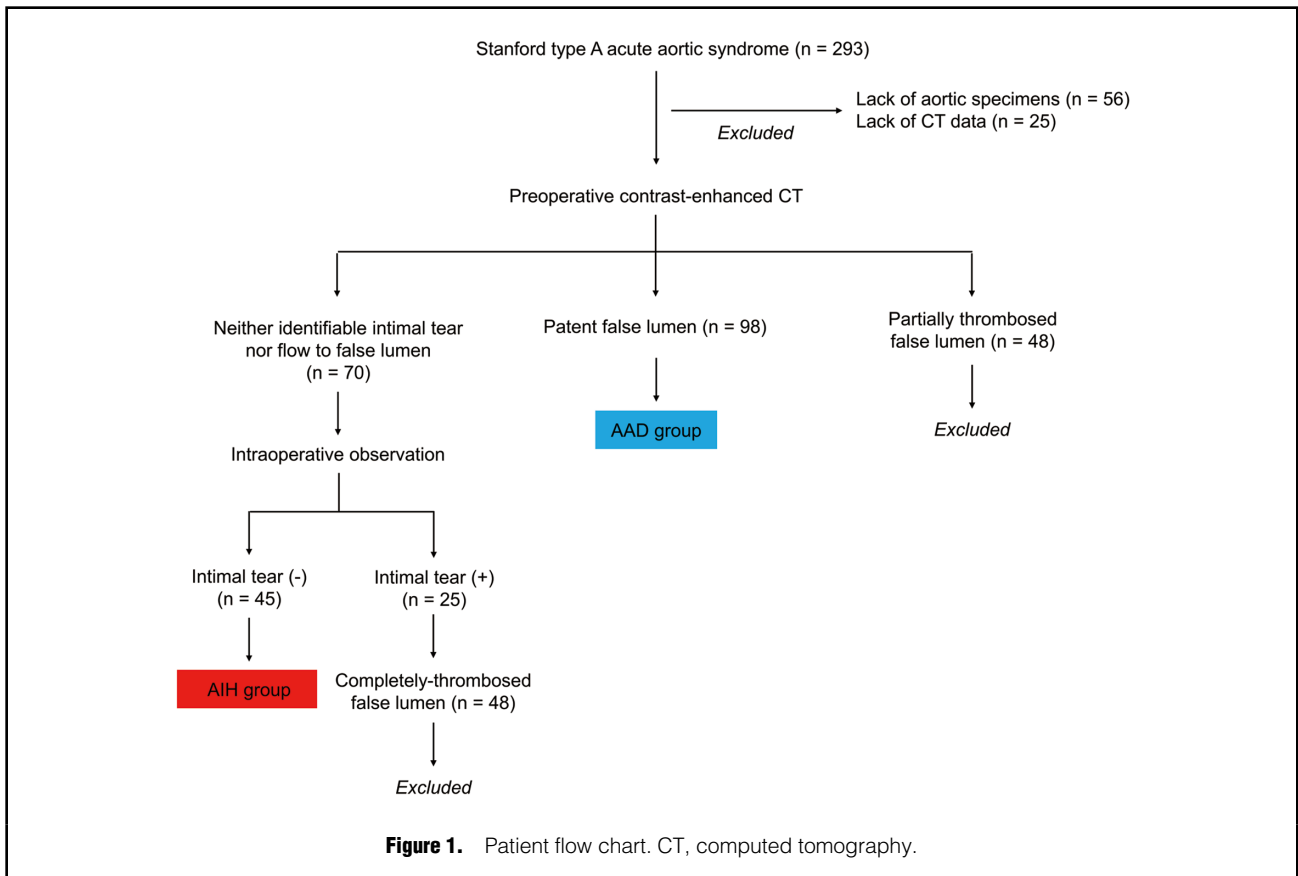 Stanford type A acute aortic syndrome (n = 293)
Lack of aortic specimens (n = 56)
Lack of CT data (n = 25)
Excluded
Preoperative contrast-enhanced CT
Neither identifiable intimal tear
nor flow to false lumen
(n = 70)
Patent false lumen (n = 98)
Partially thrombosed
false lumen (n = 48)
AAD group
Excluded
Intraoperative observation
Intimal tear (-)
(n = 45)
Intimal tear (+)
(n = 25)
AIH group
Completely-thrombosed
false lumen (n = 48)
Excluded
Figure 1. Patient flow chart. CT, computed tomography.